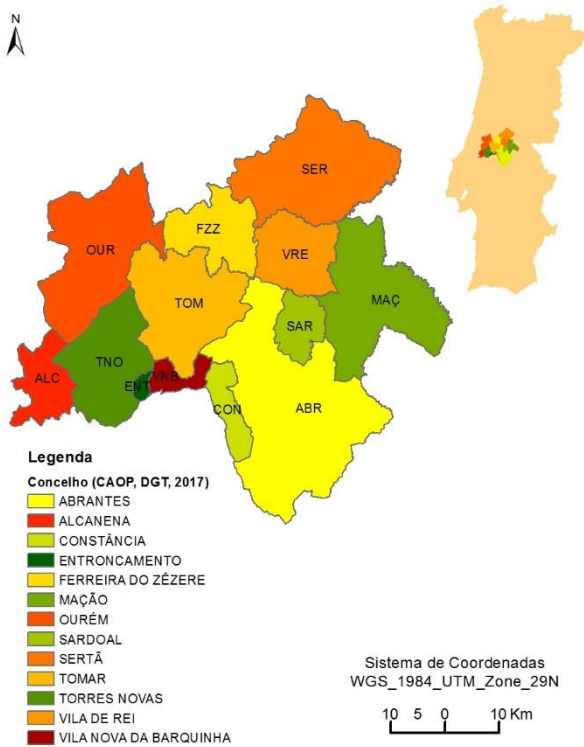 N
SER
FZZ
OUR
VRE
TOM
MAÇ
SAR
TNO
ALC
ENT
VNB
CON
ABR
Legenda
Concelho (CAOP, DGT, 2017)
ABRANTES
ALCANENA
CONSTÂNCIA
ENTRONCAMENTO
FERREIRA DO ZÊZERE
MAÇÃO
OURÉM
SARDOAL
SERTÃ
TOMAR
TORRES NOVAS
VILA DE REI
VILA NOVA DA BARQUINHA
Sistema de Coordenadas
WGS_1984_UTM_Zone_29N
10 5 0 10 Km